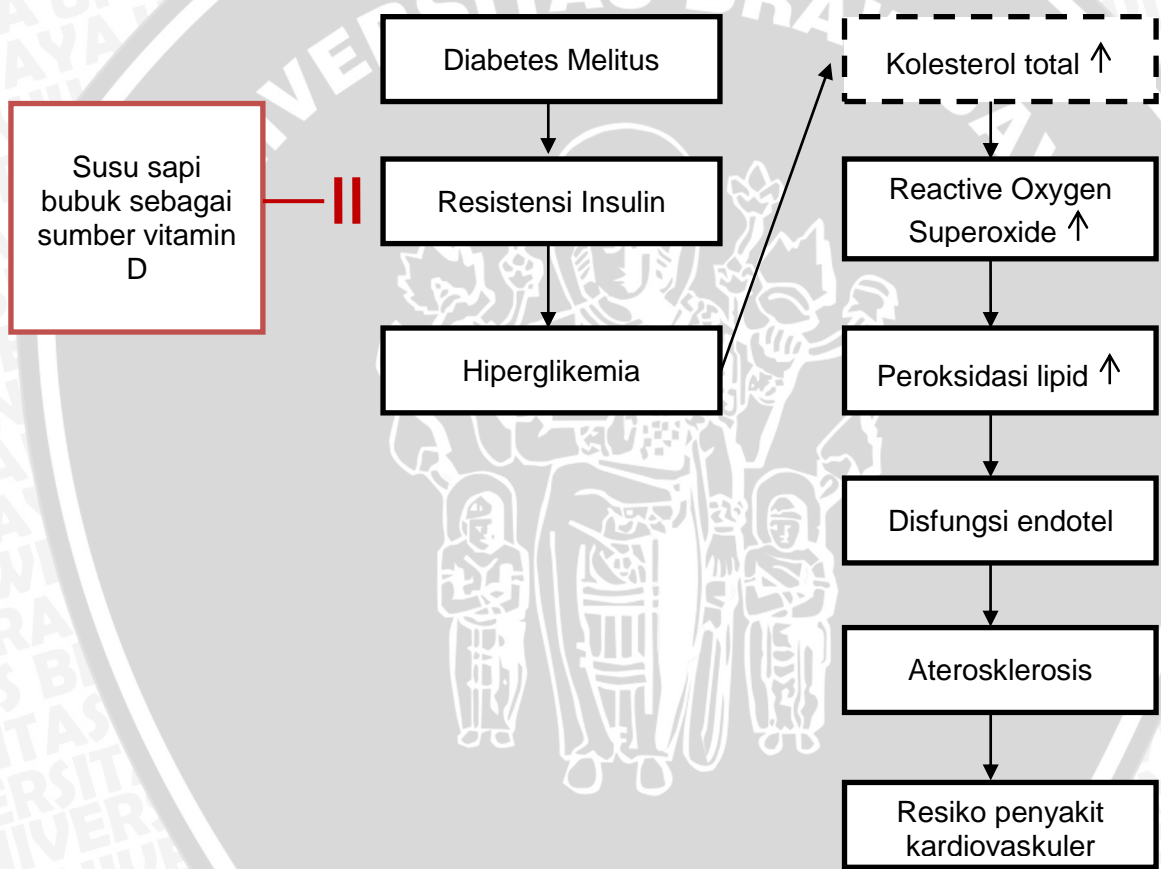 Diabetes Melitus
Resistensi Insulin
Hiperglikemia
Susu sapi
bubuk sebagai
sumber vitamin
D
Kolesterol total ↑
Reactive Oxygen
Superoxide ↑
Peroksidasi lipid ↑
Disfungsi endotel
Aterosklerosis
Resiko penyakit
kardiovaskuler